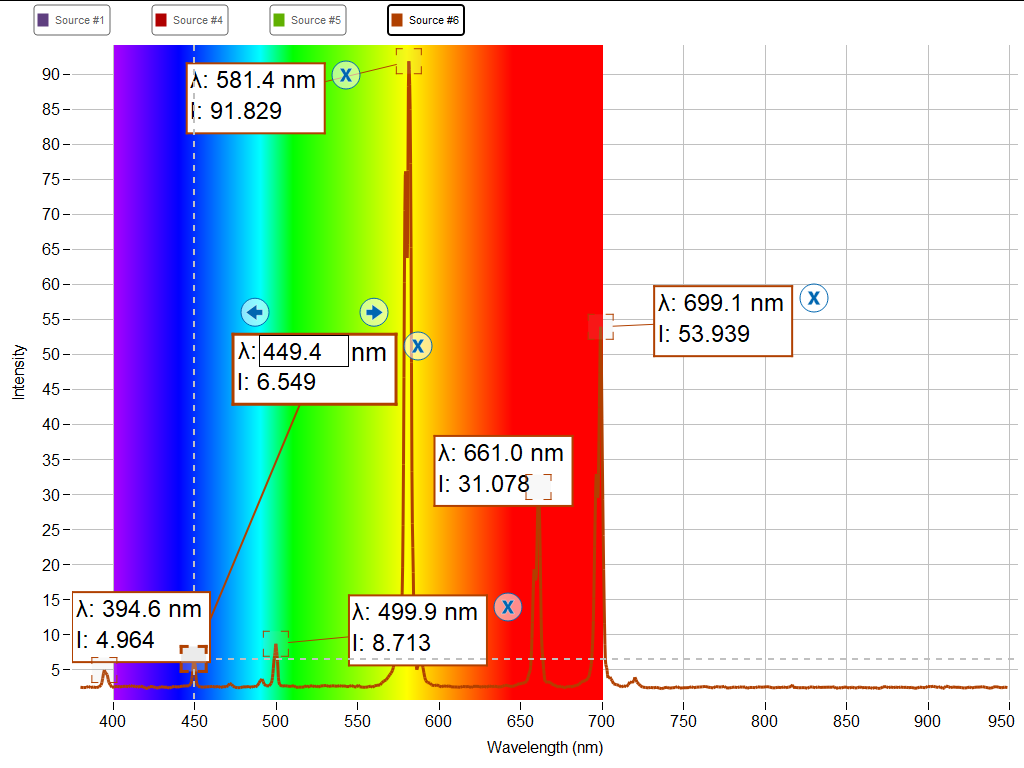 Source #1
Source #4
Source #5
Source #6
Intensity
90
85
80
75
70
65
60
55
50
45
40
35
30
25
20
15
10
5
λ: 581.4 nm
I: 91.829
X
λ: 699.1 nm
I: 53.939
X
λ: 449.4 nm
I: 6.549
X
λ: 661.0 nm
I: 31.078
λ: 394.6 nm
I: 4.964
λ: 499.9 nm
I: 8.713
X
400
450
500
550
600
650
700
750
800
850
900
950
Wavelength (nm)